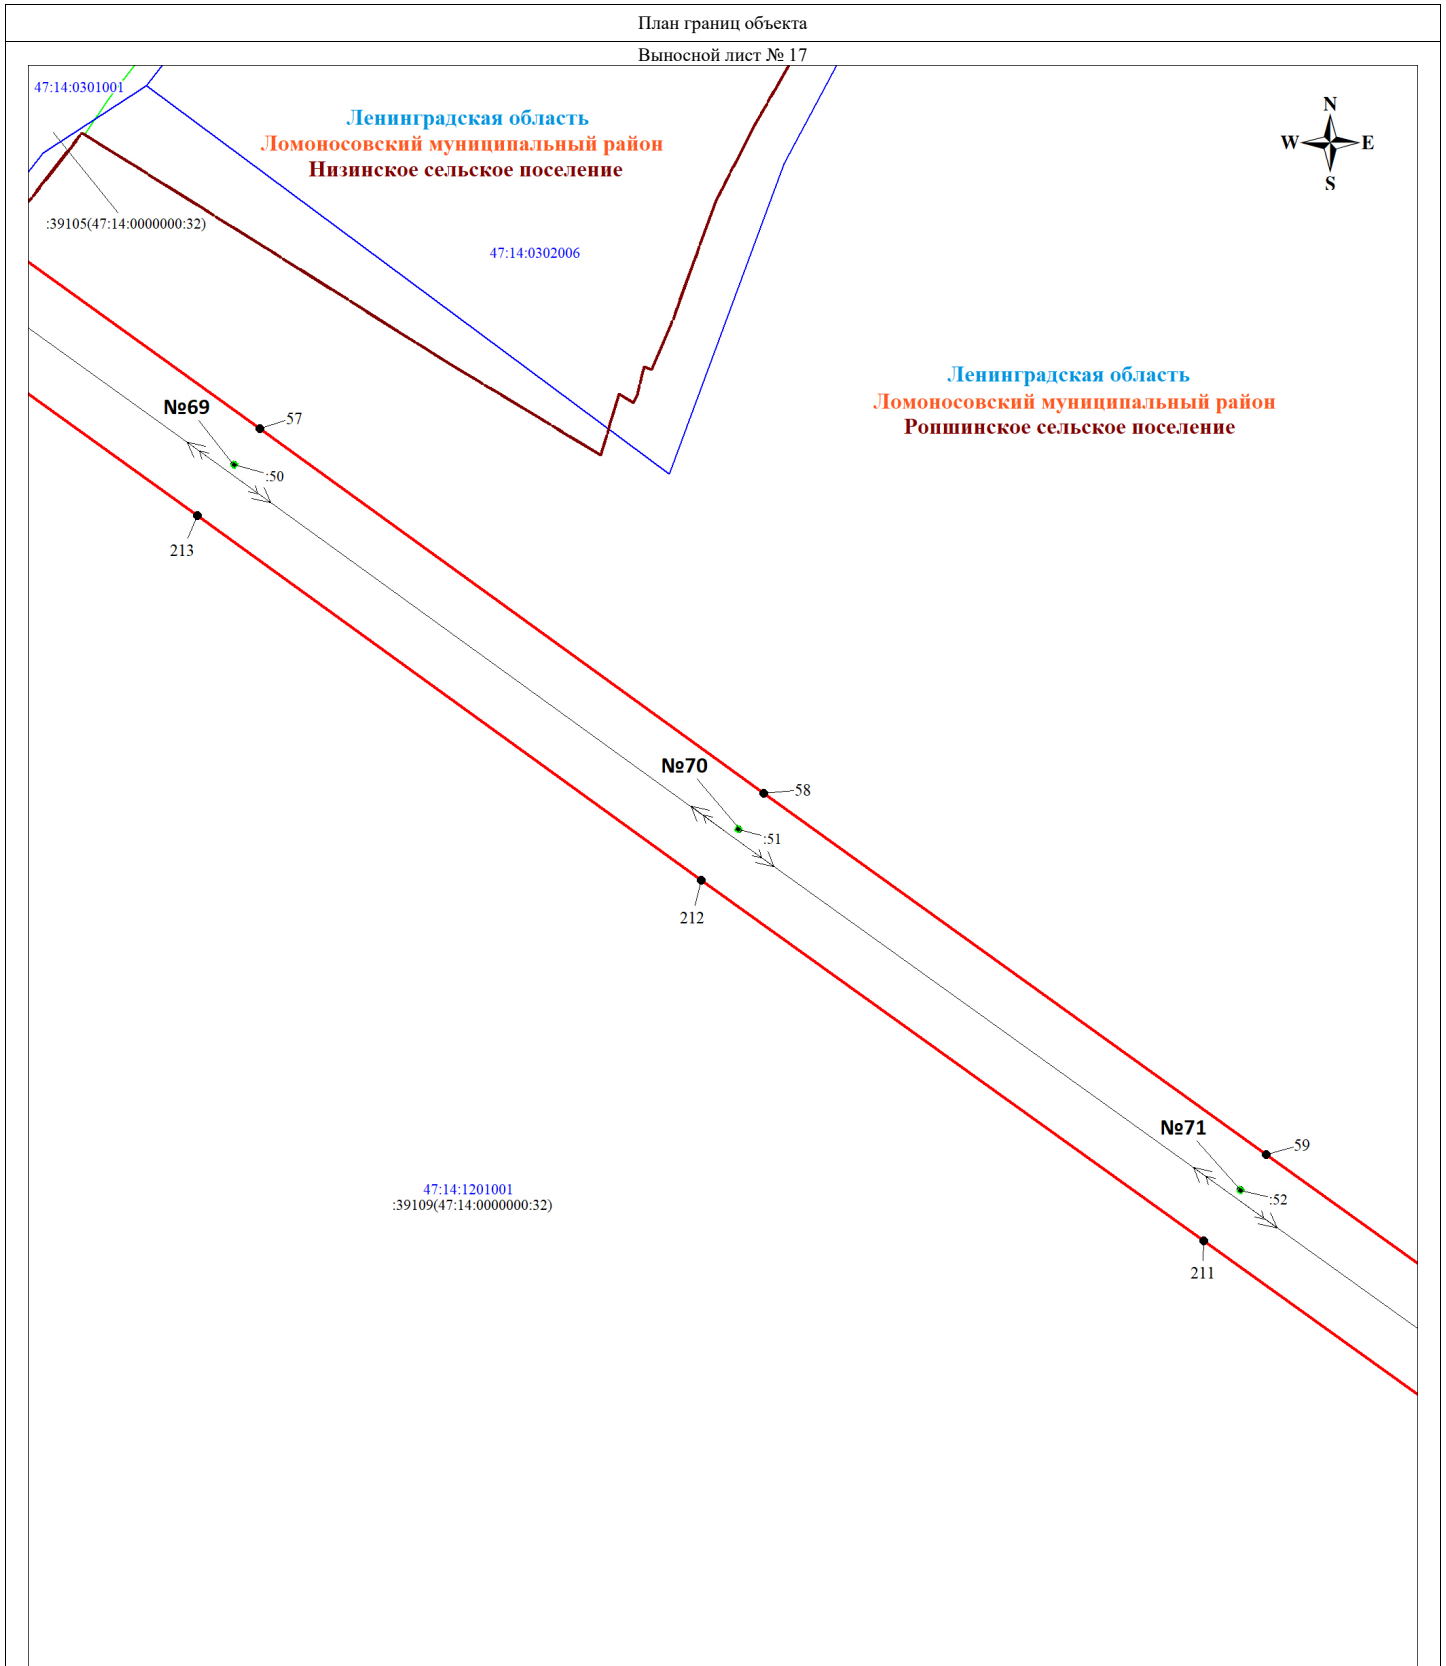 План границ объекта
Выносной лист № 17
47:14:0301001
Ленинградская область
Ломоносовский муниципальный район
Низинское сельское поселение
N
W E
S
:39105(47:14:0000000:32)
47:14:0302006
Ленинградская область
Ломоносовский муниципальный район
Ропшинское сельское поселение
№69
57
:50
213
№70
58
:51
212
№71
59
:52
211
47:14:1201001
:39109(47:14:0000000:32)